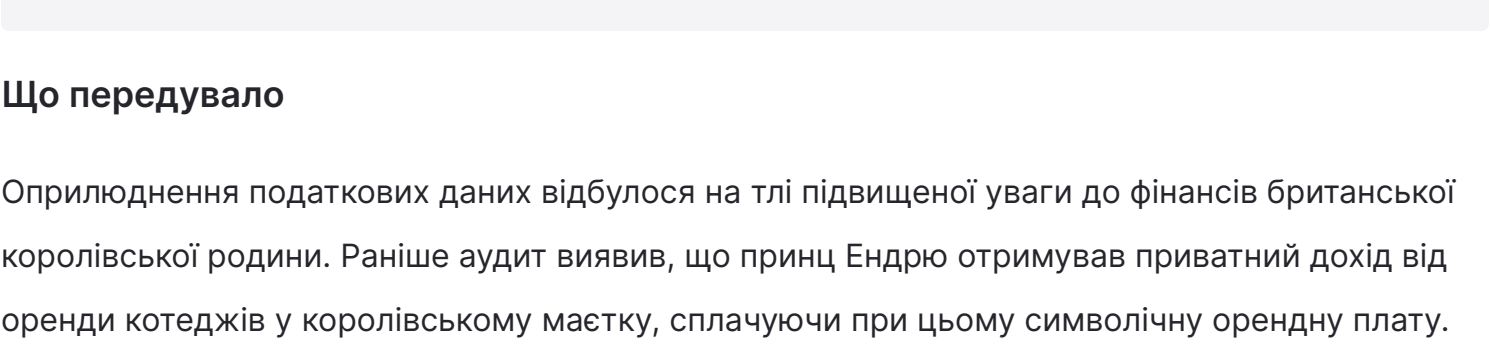 Що передувало
Оприлюднення податкових даних відбулося на тлі підвищеної уваги до фінансів британської
королівської родини. Раніше аудит виявив, що принц Ендрю отримував приватний дохід від
оренди котеджів у королівському маєтку, сплачуючи при цьому символічну орендну плату.